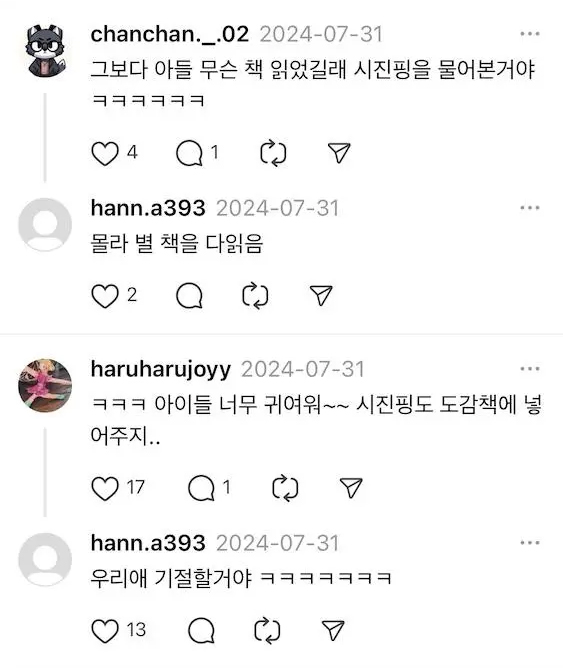 chanchan._.02 2024-07-31
그보다 아들 무슨 책 읽었길래 시진핑을 물어본거야
ㅋㅋㅋㅋㅋㅋ
4 1
hann.a393 2024-07-31
몰라 별 책을 다읽음
2
haruharujoyy 2024-07-31
ㅋㅋㅋ 아이들 너무 귀여워~~ 시진핑도 도감책에 넣
어주지..
17 1
hann.a393 2024-07-31
우리애 기절할거야 ㅋㅋㅋㅋㅋㅋㅋ
13